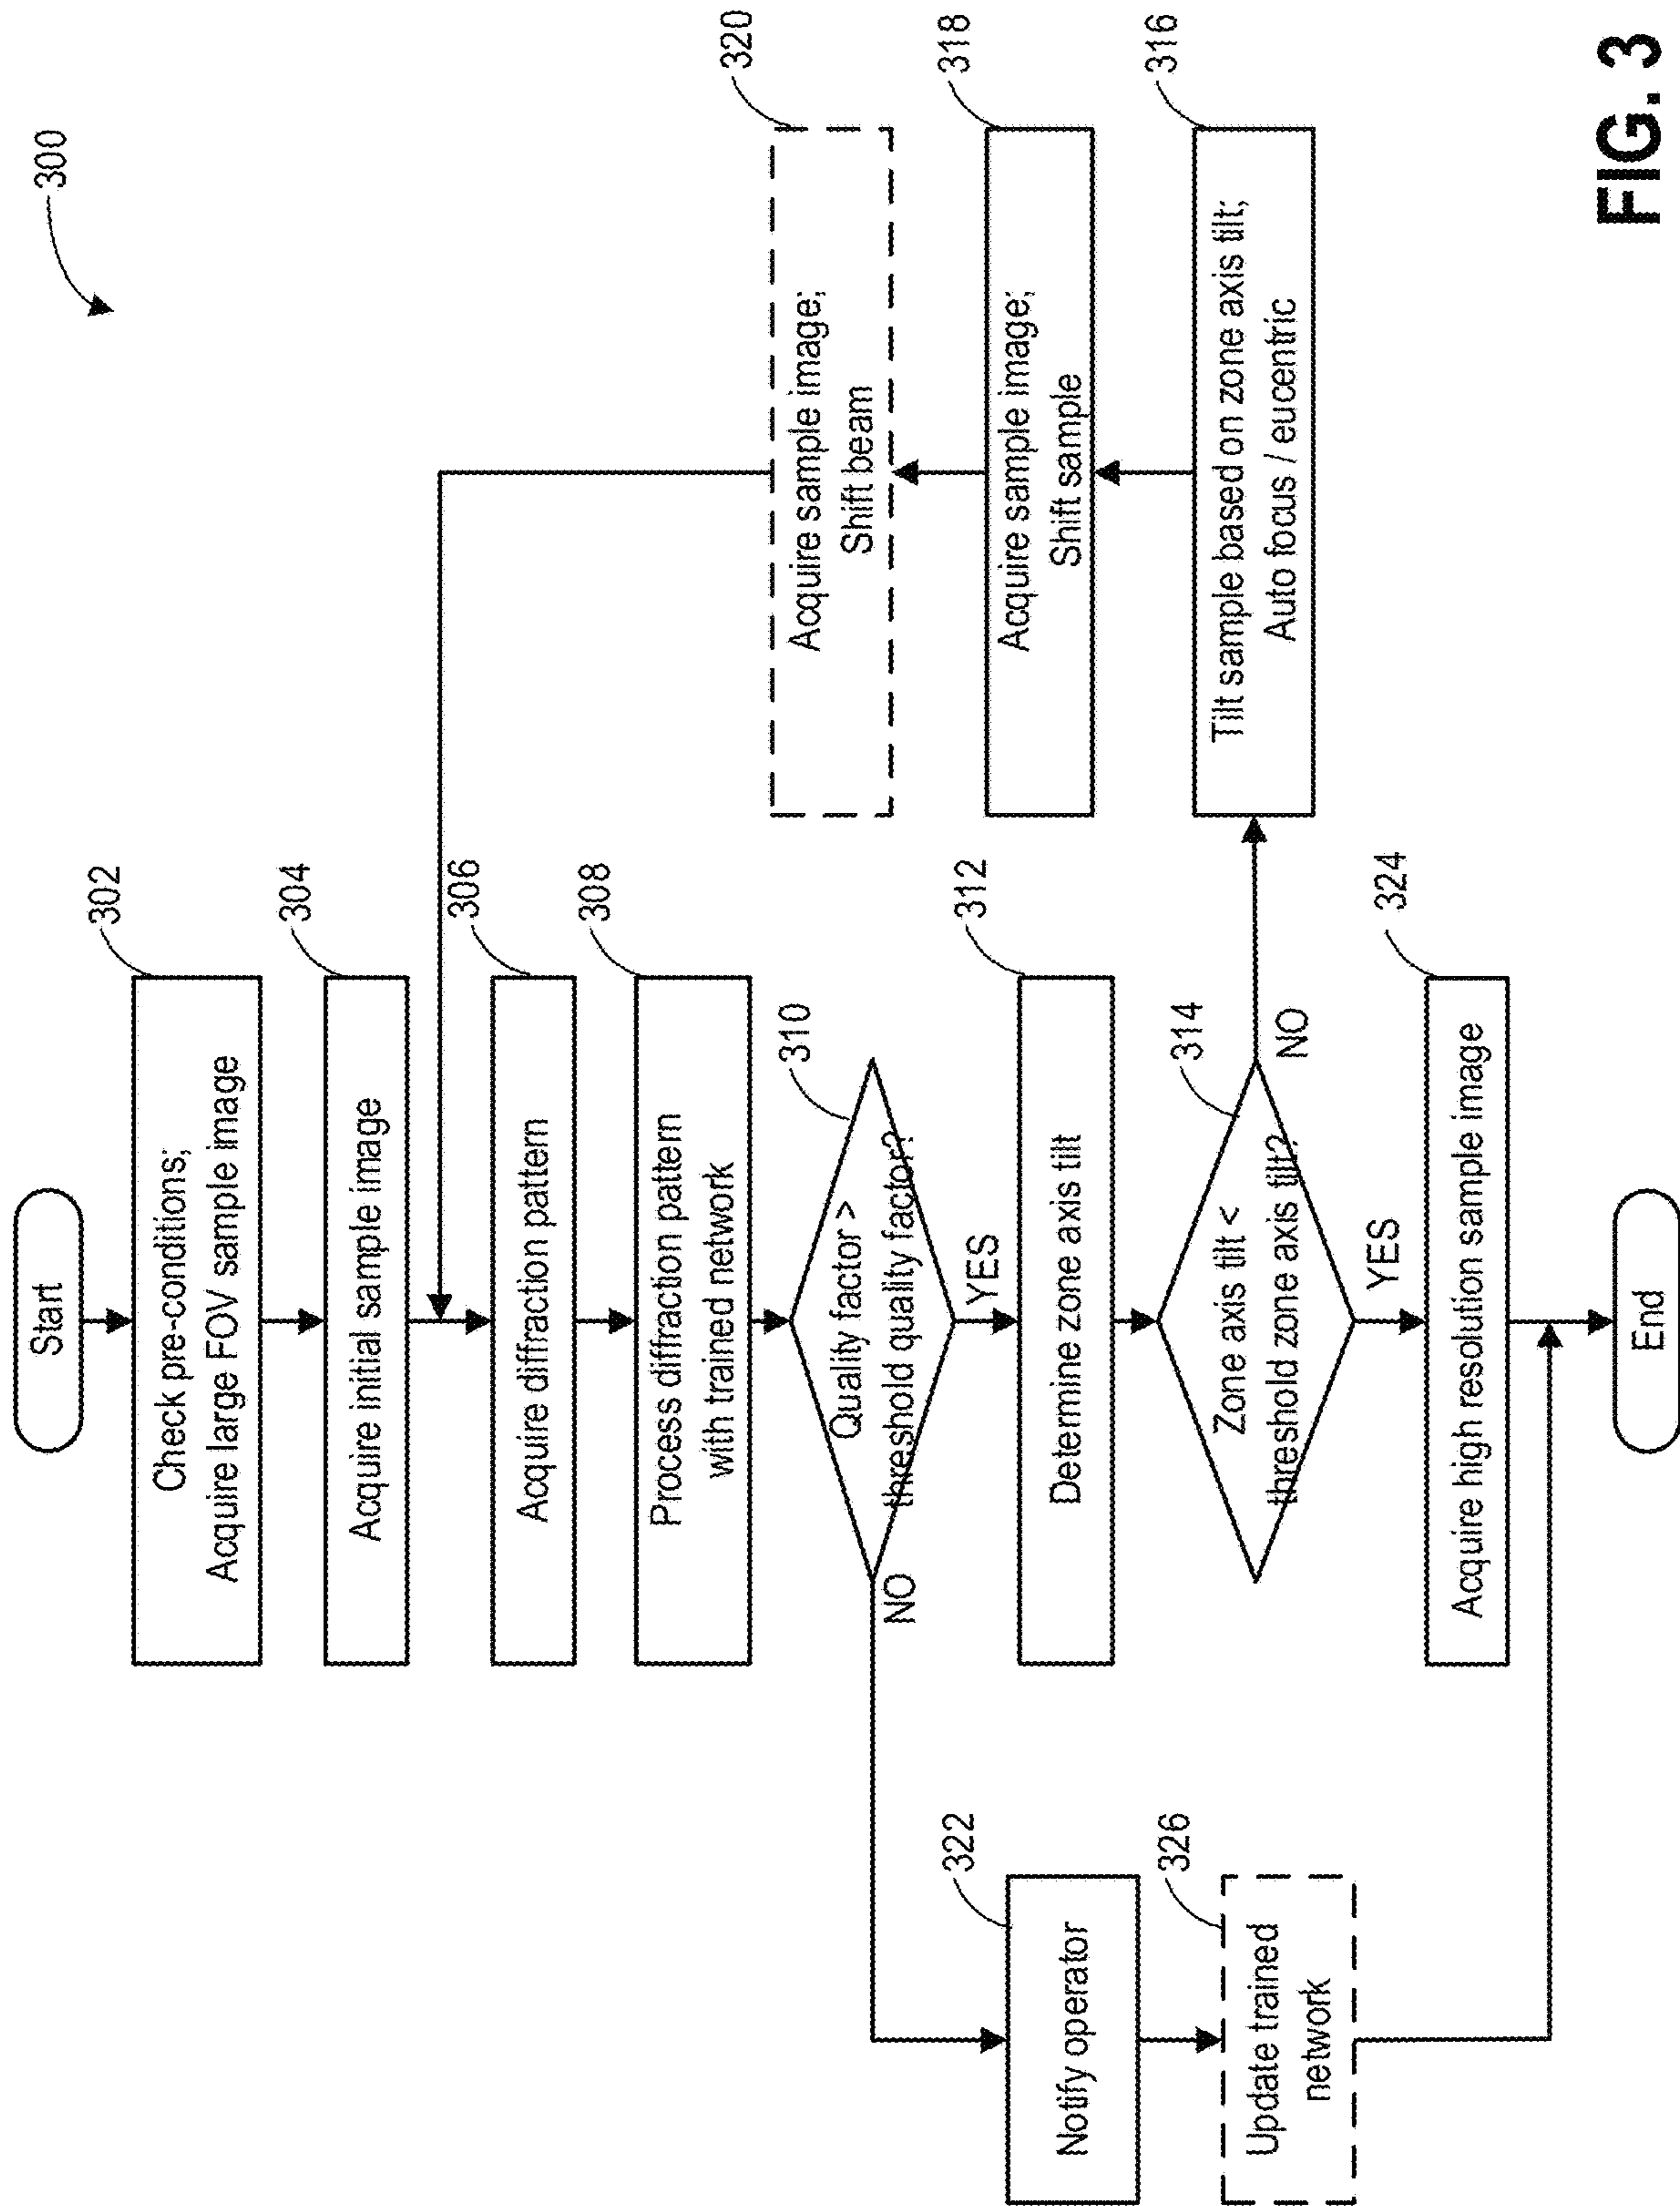 300
Start
302
Check pre-conditions;
Acquire large FOV sample image
304
Acquire initial sample image
306
Acquire diffraction pattern
308
Process diffraction pattern
with trained network
310
Quality factor >
threshold quality factor?
NO
YES
312
Determine zone axis tilt
314
Zone axis tilt <
threshold zone axis tilt?
NO
YES
316
Tilt sample based on zone axis tilt;
Auto focus / eucentric
318
Acquire sample image;
Shift sample
320
Acquire sample image;
Shift beam
322
Notify operator
326
Update trained
network
324
Acquire high resolution sample image
End
FIG. 3